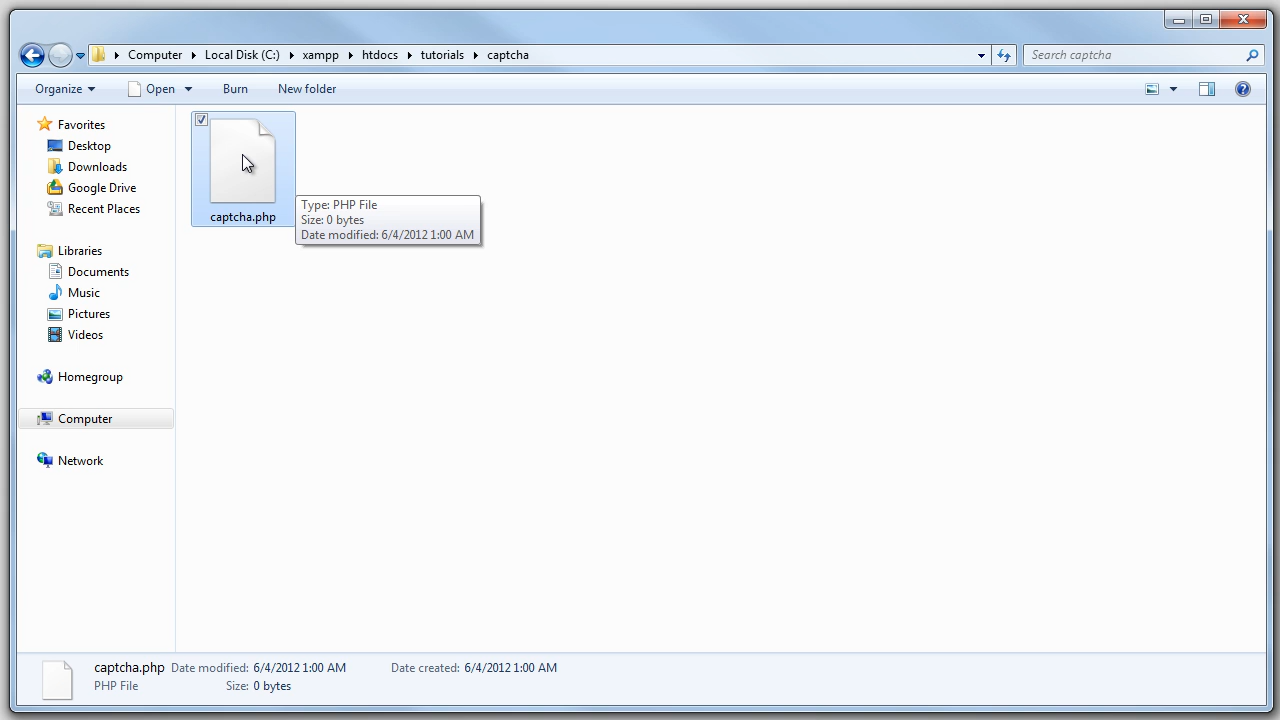 Computer Local Disk (C:) xampp htdocs tutorials captcha
Search captcha
Organize Open Burn New folder
Favorites
Desktop
Downloads
Google Drive
Recent Places
Libraries
Documents
Music
Pictures
Videos
Homegroup
Computer
Network
captcha.php
Type: PHP File
Size: 0 bytes
Date modified: 6/4/2012 1:00 AM
captcha.php Date modified: 6/4/2012 1:00 AM Date created: 6/4/2012 1:00 AM
PHP File Size: 0 bytes